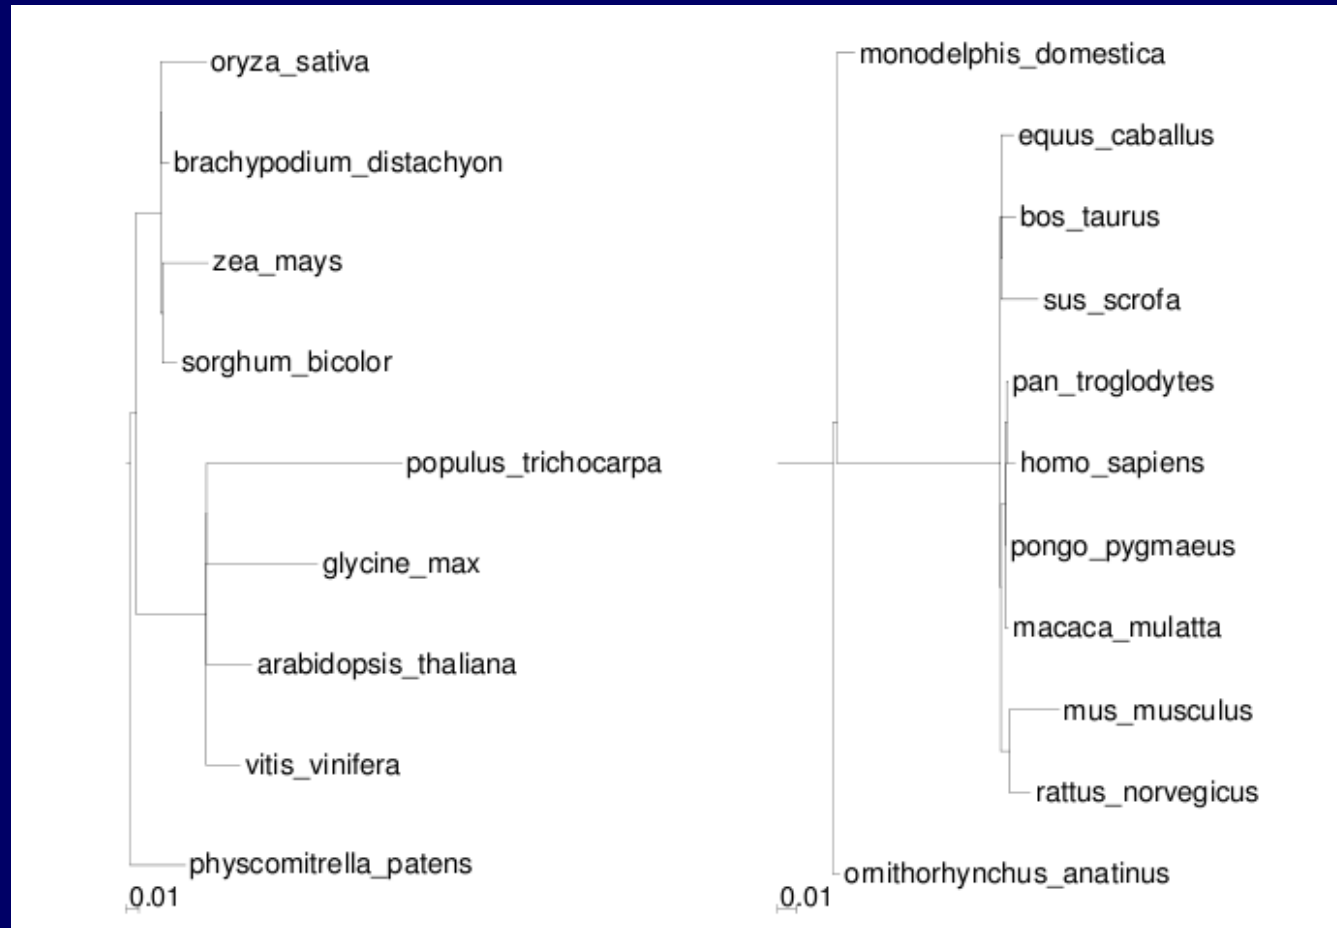 oryza_sativa
brachypodium_distachyon
zea_mays
sorghum_bicolor
populus_trichocarpa
glycine_max
arabidopsis_thaliana
vitis_vinifera
physcomitrella_patens
0.01
monodelphis_domestica
equus_caballus
bos_taurus
sus_scrofa
pan_troglodytes
homo_sapiens
pongo_pygmaeus
macaca_mulatta
mus_musculus
rattus_norvegicus
ornithorhynchus_anatinus
0.01